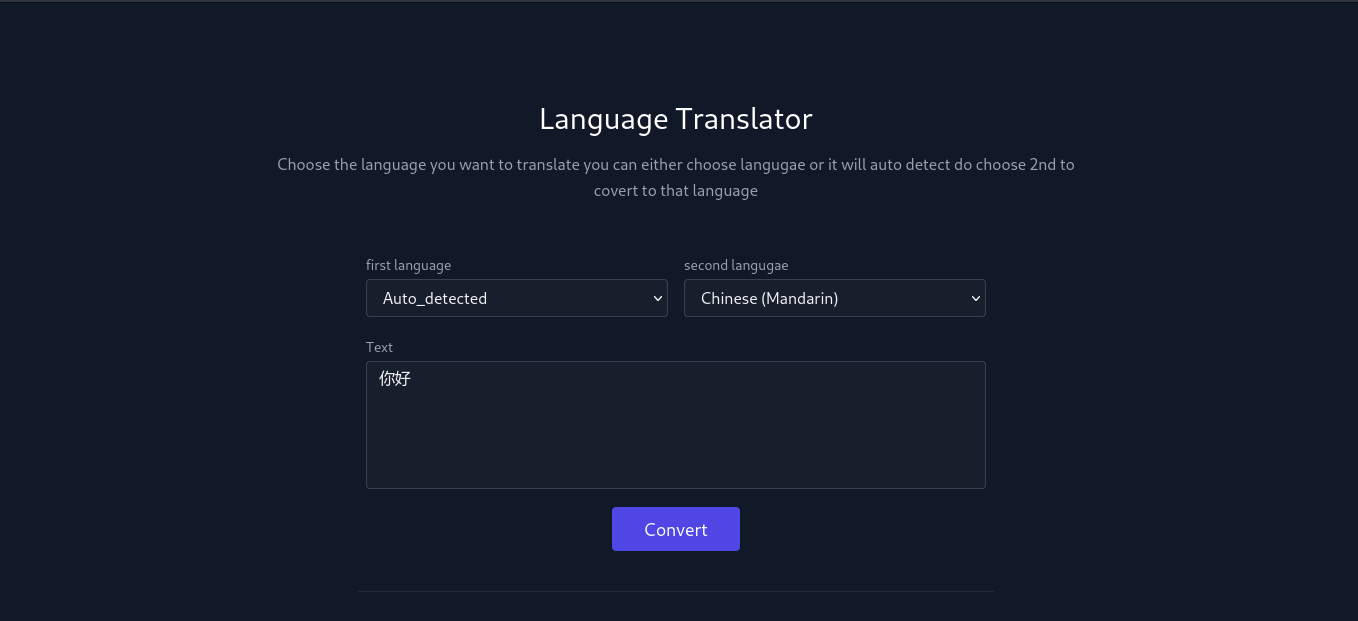 Language Translator
Choose the language you want to translate you can either choose langugae or it will auto detect do choose 2nd to
covert to that language
first language
second langugae
Auto_detected
Chinese (Mandarin)
Text
你好
Convert